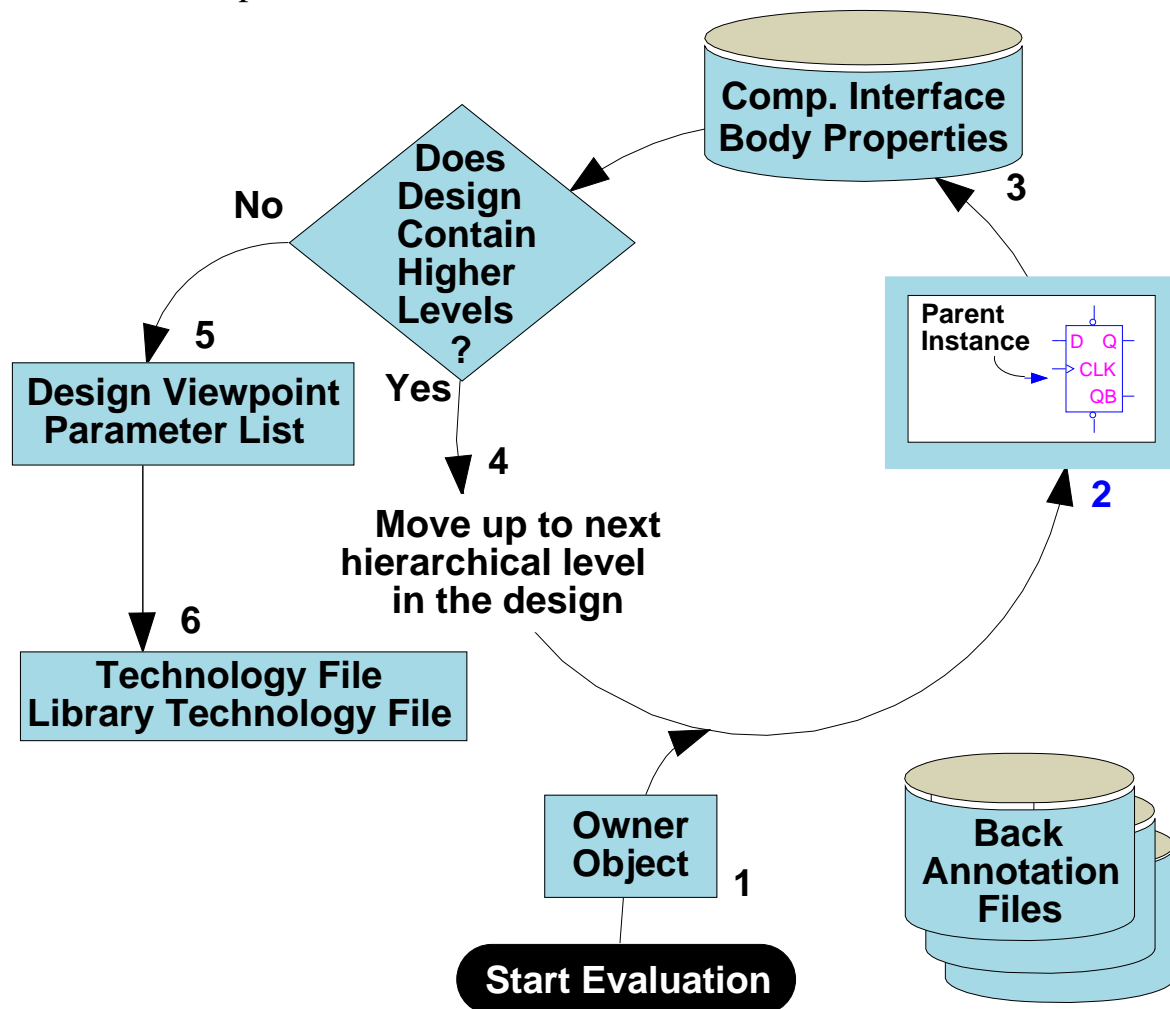 Comp. Interface
Body Properties
Does
Design
Contain
Higher
Levels
?
No
Yes
3
Parent
Instance
D Q
CLK
QB
2
5
Design Viewpoint
Parameter List
4
Move up to next
hierarchical level
in the design
6
Technology File
Library Technology File
Owner
Object
1
Start Evaluation
Back
Annotation
Files